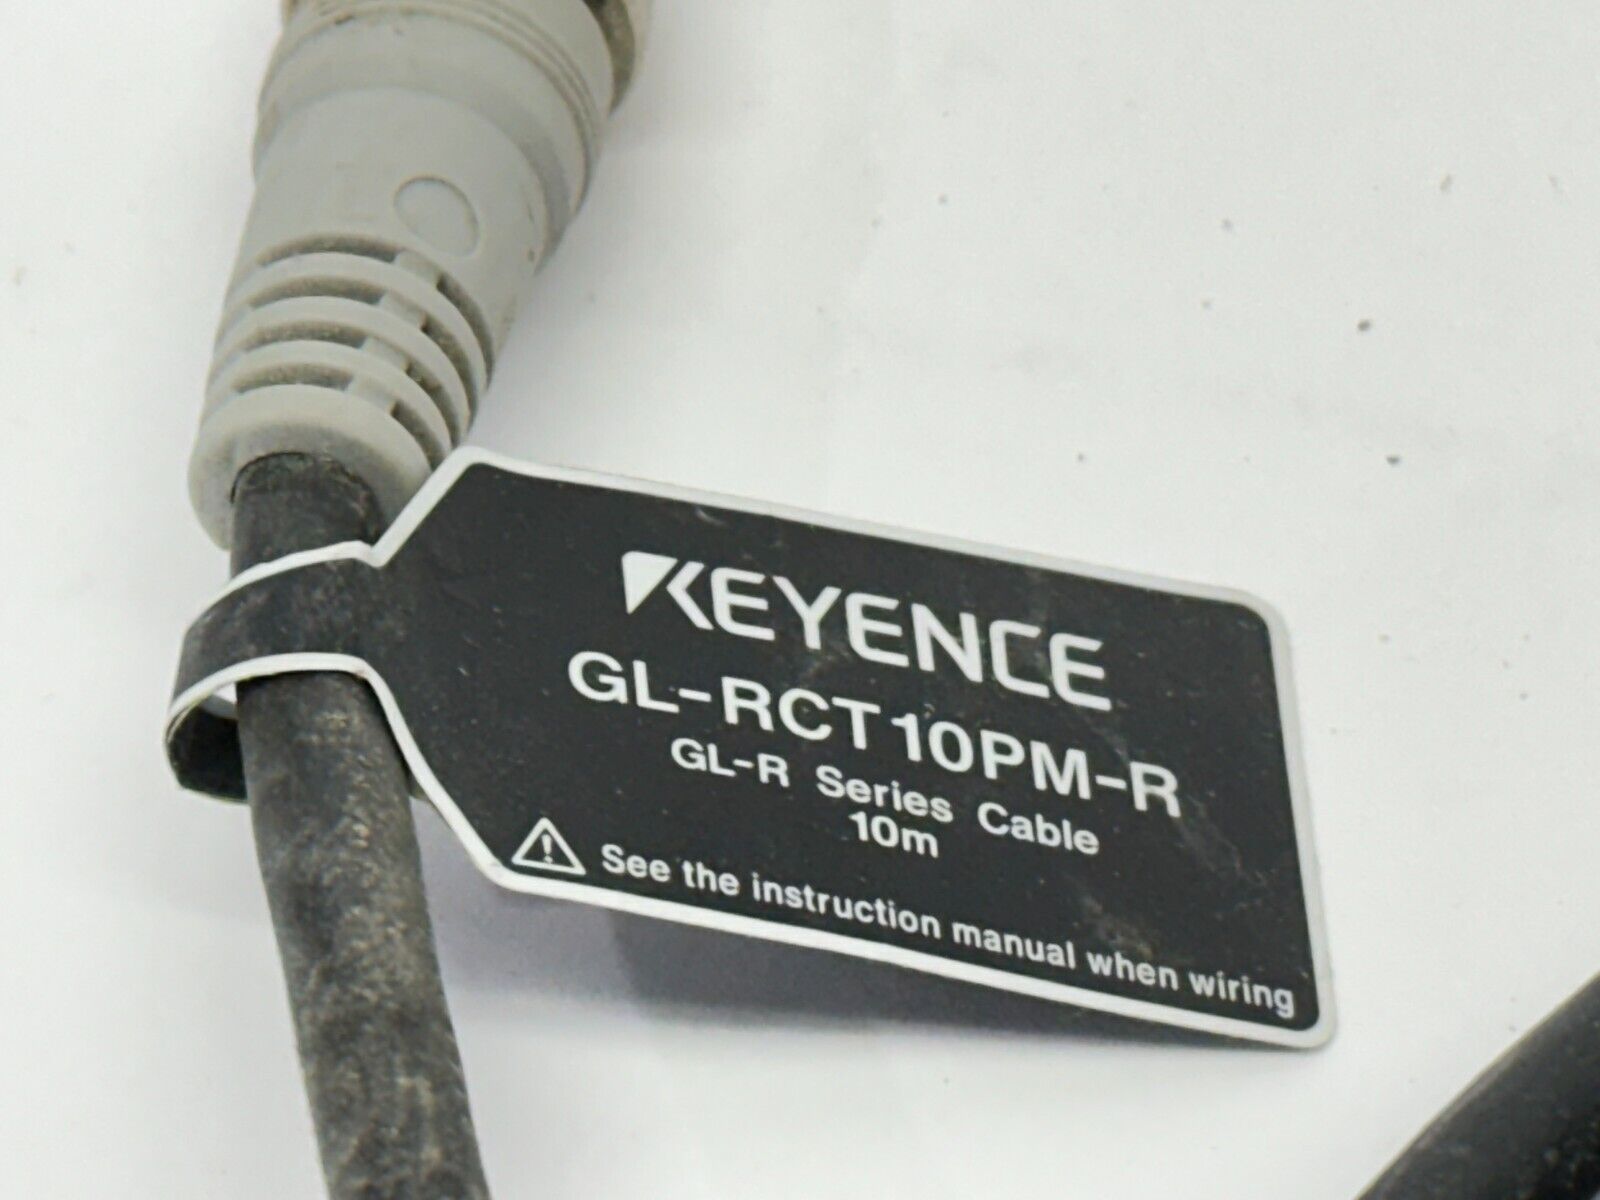 KEYENCE
GL-RCT10PM-R
GL-R Series Cable
10m
See the instruction manual when wiring